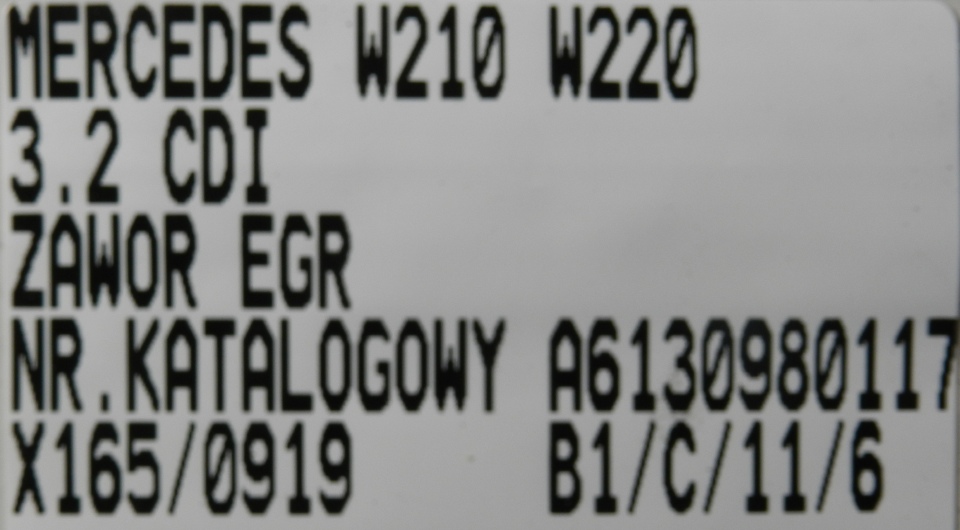 MERCEDES W210 W220
3.2 CDI
ZAWOR EGR
NR.KATALOGOWY A6130980117
X165/0919 B1/C/11/6